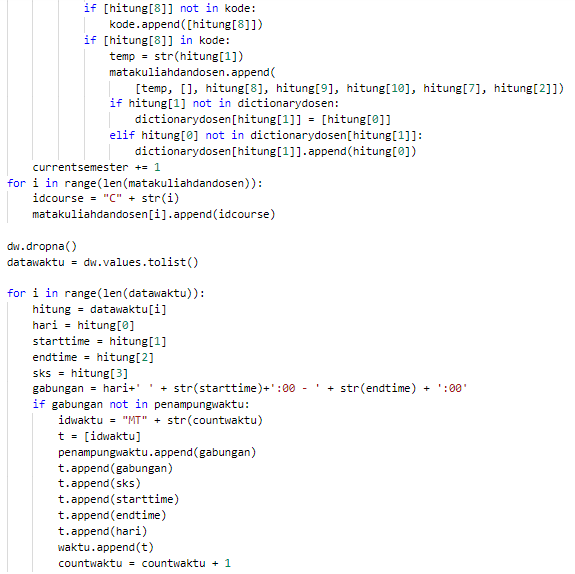 if [hitung[8]] not in kode:
kode.append([hitung[8]])
if [hitung[8]] in kode:
temp = str(hitung[1])
matakuliahdandosen.append(
[temp, [], hitung[8], hitung[9], hitung[10], hitung[7], hitung[2]])
if hitung[1] not in dictionarydosen:
dictionarydosen[hitung[1]] = [hitung[0]]
elif hitung[0] not in dictionarydosen[hitung[1]]:
dictionarydosen[hitung[1]].append(hitung[0])
currentsemester += 1
for i in range(len(matakuliahdandosen)):
idcourse = "C" + str(i)
matakuliahdandosen[i].append(idcourse)
dw.dropna()
datawaktu = dw.values.tolist()
for i in range(len(datawaktu)):
hitung = datawaktu[i]
hari = hitung[0]
starttime = hitung[1]
endtime = hitung[2]
sks = hitung[3]
gabungan = hari+' ' + str(starttime)+':00 - ' + str(endtime) + ':00'
if gabungan not in penampungwaktu:
idwaktu = "MT" + str(countwaktu)
t = [idwaktu]
penampungwaktu.append(gabungan)
t.append(gabungan)
t.append(sks)
t.append(starttime)
t.append(endtime)
t.append(hari)
waktu.append(t)
countwaktu = countwaktu + 1